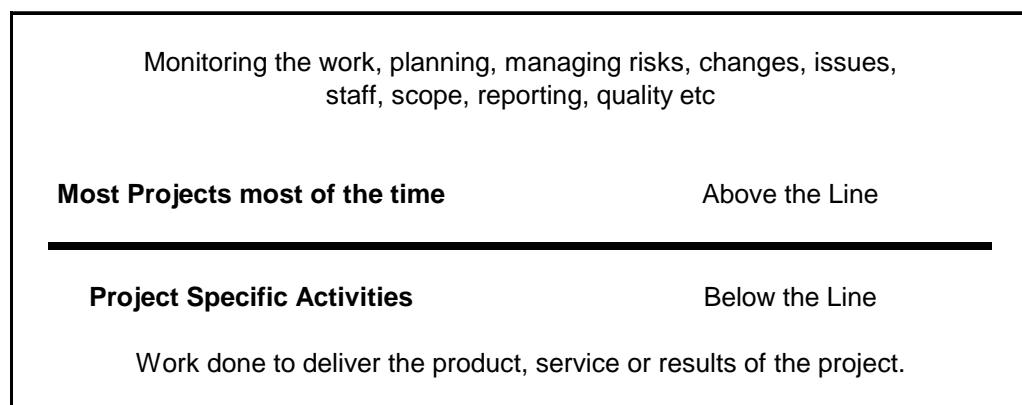 Monitoring the work, planning, managing risks, changes, issues,
staff, scope, reporting, quality etc
Most Projects most of the time Above the Line
Project Specific Activities Below the Line
Work done to deliver the product, service or results of the project.